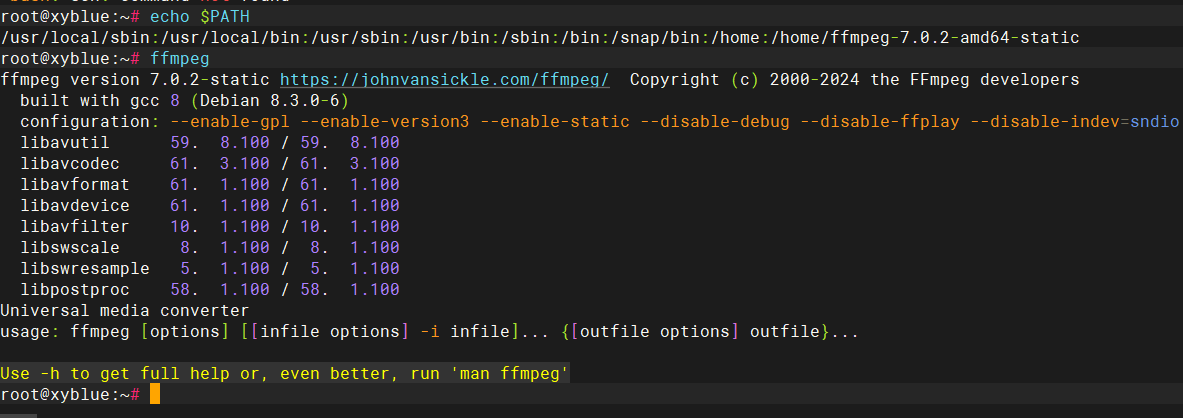 root@xyblue:~# echo $PATH
/usr/local/sbin:/usr/local/bin:/usr/sbin:/usr/bin:/sbin:/bin:/snap/bin:/home:/home/ffmpeg-7.0.2-amd64-static
root@xyblue:~# ffmpeg
ffmpeg version 7.0.2-static https://johnvansickle.com/ffmpeg/  Copyright (c) 2000-2024 the FFmpeg developers
  built with gcc 8 (Debian 8.3.0-6)
  configuration: --enable-gpl --enable-version3 --enable-static --disable-debug --disable-ffplay --disable-indev=sndio
  libavutil      59.  8.100 / 59.  8.100
  libavcodec     61.  3.100 / 61.  3.100
  libavformat    61.  1.100 / 61.  1.100
  libavdevice    61.  1.100 / 61.  1.100
  libavfilter    10.  1.100 / 10.  1.100
  libswscale      8.  1.100 /  8.  1.100
  libswresample   5.  1.100 /  5.  1.100
  libpostproc    58.  1.100 / 58.  1.100
Universal media converter
usage: ffmpeg [options] [[infile options] -i infile]... {[outfile options] outfile}...
Use -h to get full help or, even better, run 'man ffmpeg'
root@xyblue:~#